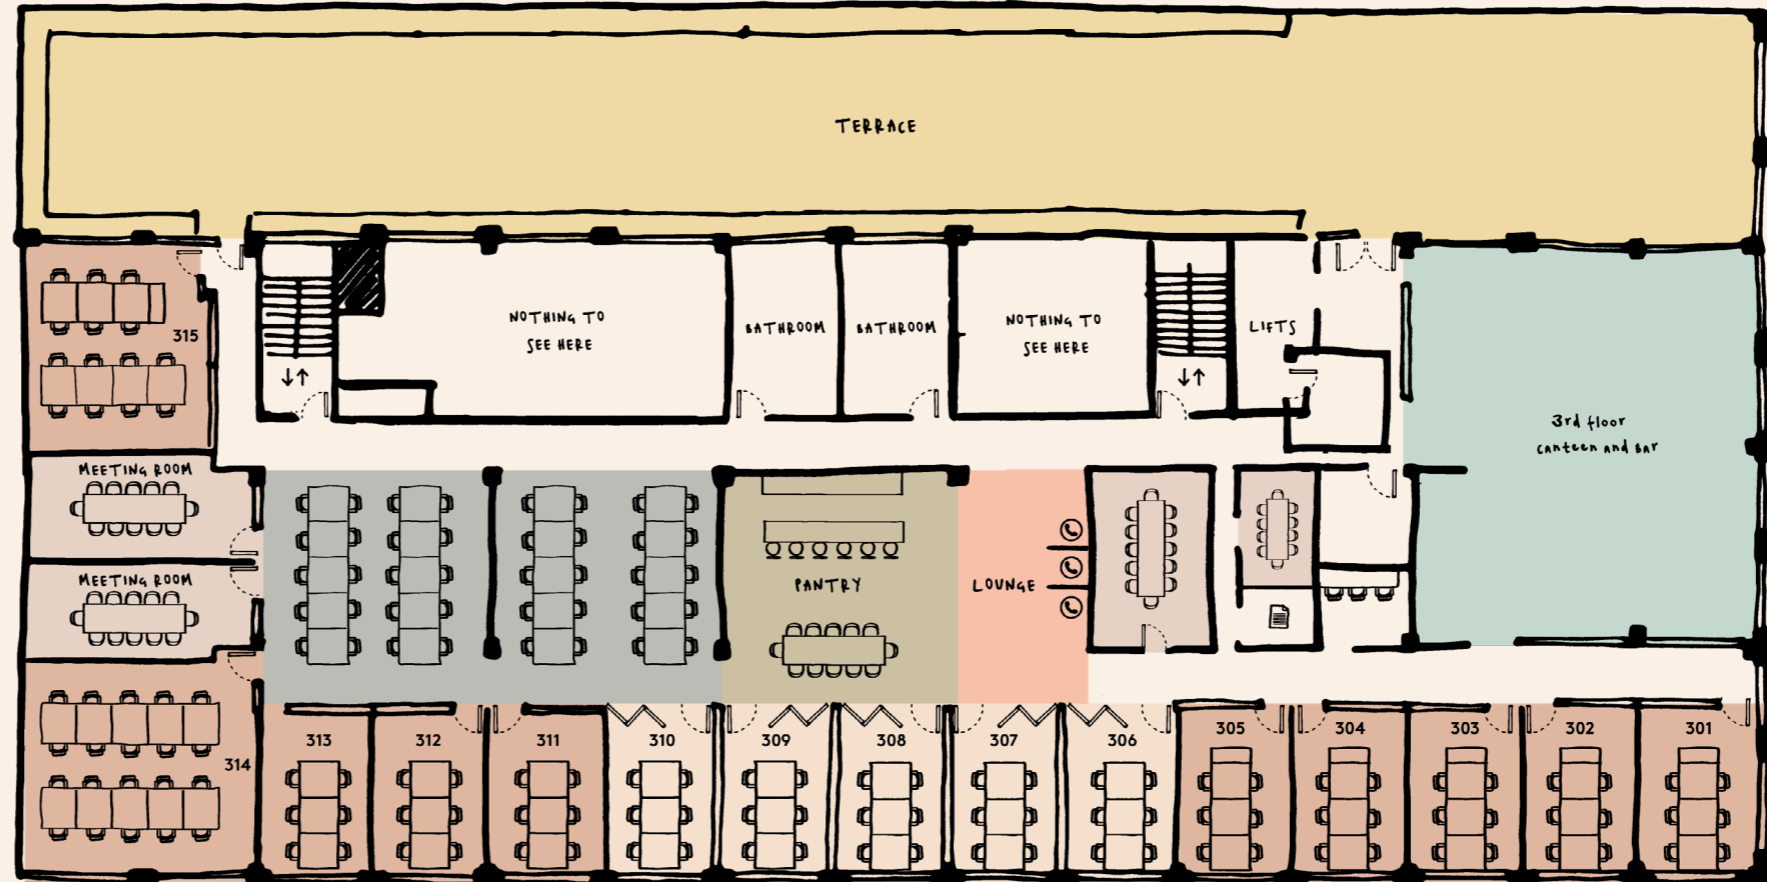 TERRACE
315
NOTHING TO
SEE HERE
BATHROOM
BATHROOM
NOTHING TO
SEE HERE
LIFTS
3rd floor
canteen and bar
MEETING ROOM
MEETING ROOM
PANTRY
LOUNGE
314
313
312
311
310
309
308
307
306
305
304
303
302
301